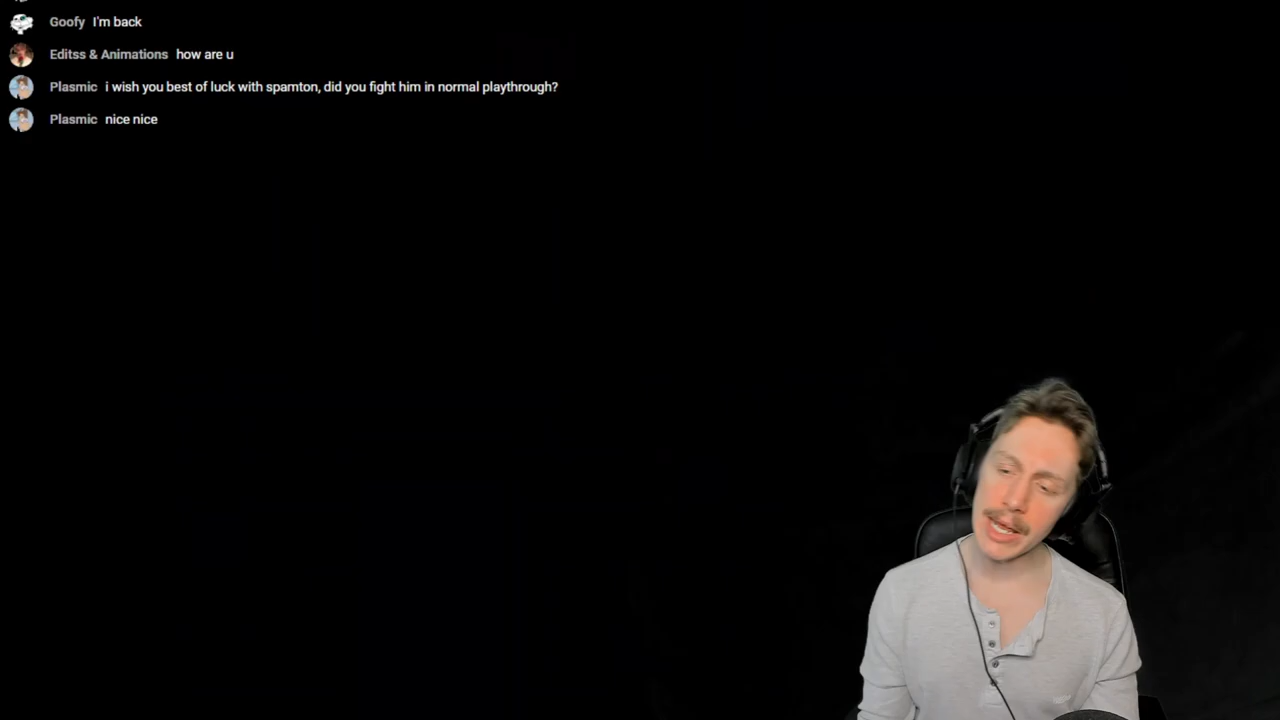 Goofy I'm back
Editss & Animations how are u
Plasmic i wish you best of luck with spamton, did you fight him in normal playthrough?
Plasmic nice nice